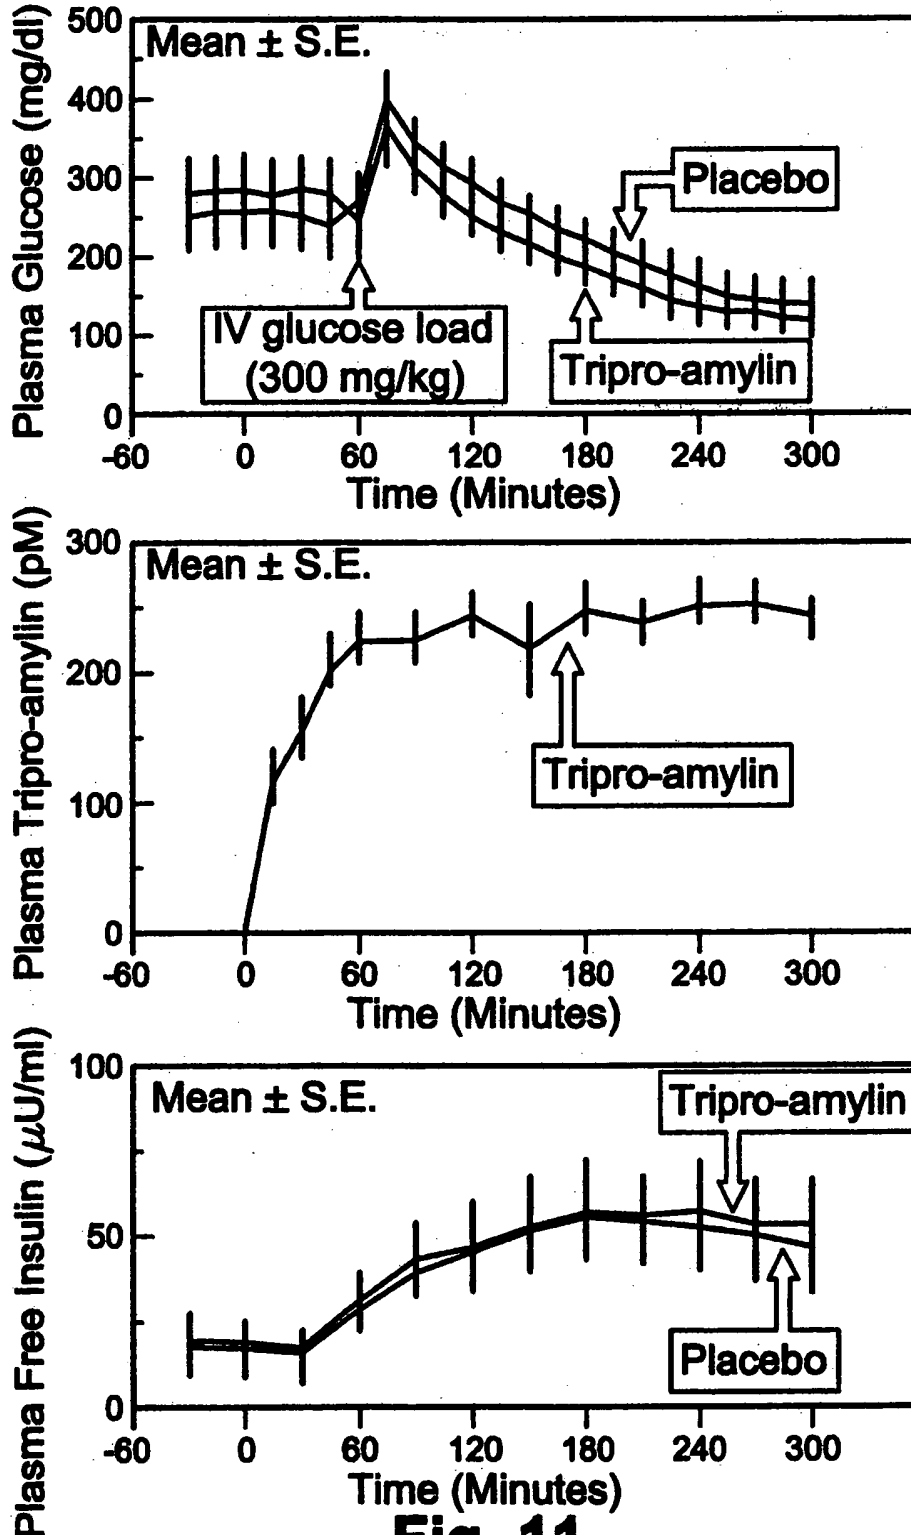 Plasma Glucose (mg/dl)
500
400
300
200
100
0
Mean ± S.E.
Placebo
IV glucose load
(300 mg/kg)
Tripro-amylin
-60 0 60 120 180 240 300
Time (Minutes)
Plasma Tripro-amylin (pM)
300
200
100
0
Mean ± S.E.
Tripro-amylin
-60 0 60 120 180 240 300
Time (Minutes)
Plasma Free Insulin (μU/ml)
100
50
0
Mean ± S.E.
Tripro-amylin
Placebo
-60 0 60 120 180 240 300
Time (Minutes)
Fig. 11